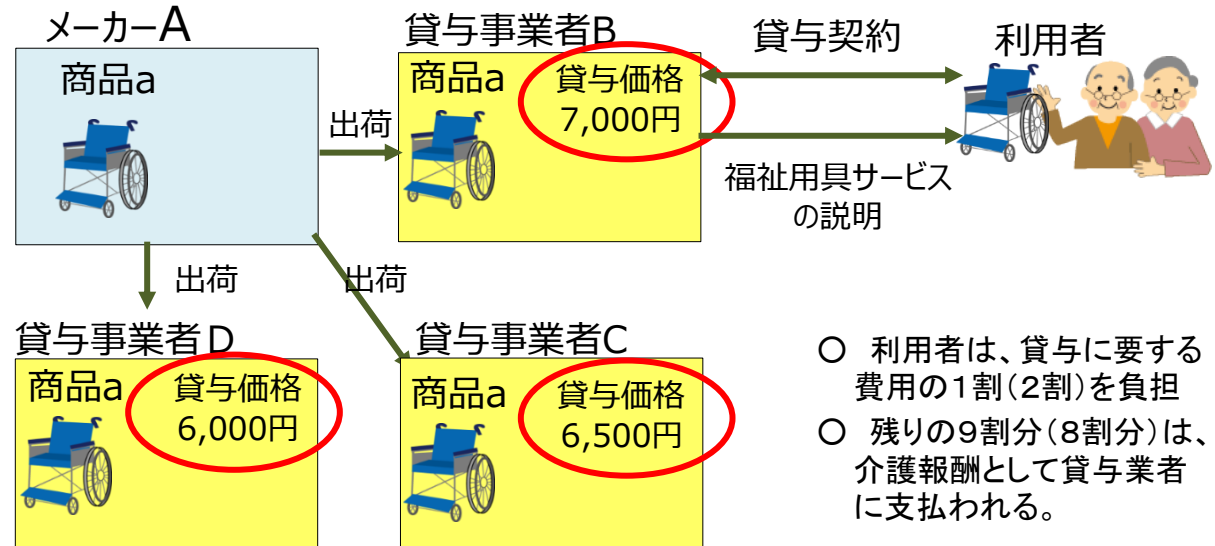 メーカーA
商品a
出荷
貸与事業者B
商品a
貸与価格
7,000円
貸与契約
利用者
福祉用具サービス
の説明
出荷
出荷
貸与事業者D
商品a
貸与価格
6,000円
貸与事業者C
商品a
貸与価格
6,500円
○ 利用者は、貸与に要する
費用の1割(2割)を負担
○ 残りの9割分(8割分)は、
介護報酬として貸与業者
に支払われる。